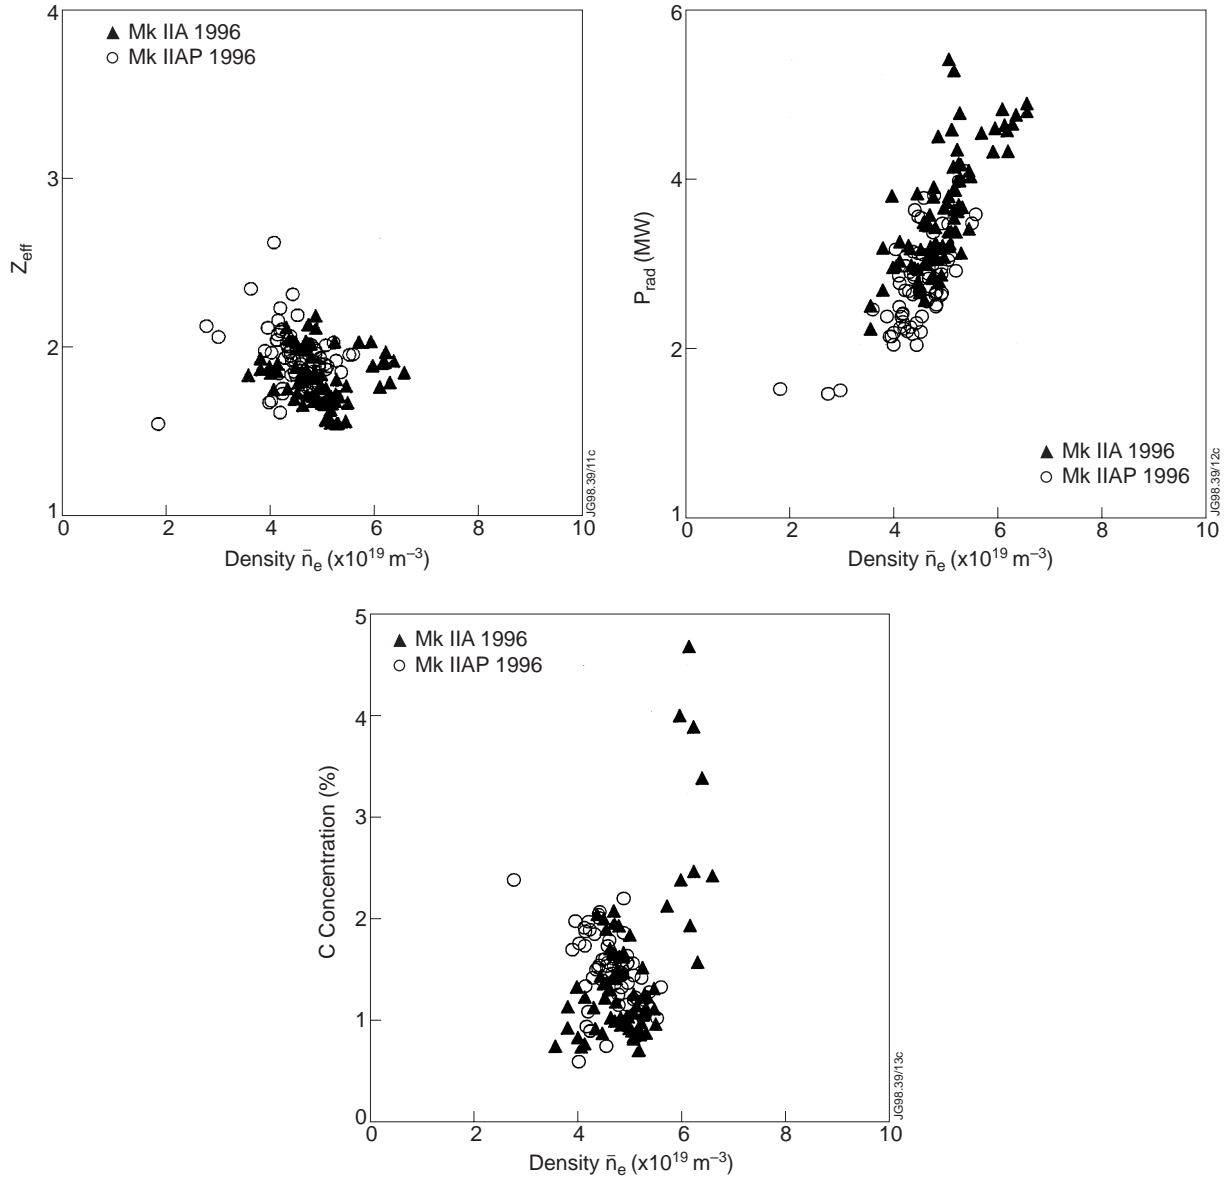 4
▲ Mk IIA 1996
○ Mk IIAP 1996
3
Z_eff
2
1
0 2 4 6 8 10
Density n̄_e (x10^19 m^–3)
JG98.39/11c
6
4
P_rad (MW)
2
▲ Mk IIA 1996
○ Mk IIAP 1996
1
0 2 4 6 8 10
Density n̄_e (x10^19 m^–3)
JG98.39/12c
5
▲ Mk IIA 1996
○ Mk IIAP 1996
4
3
C Concentration (%)
2
1
0
0 2 4 6 8 10
Density n̄_e (x10^19 m^–3)
JG98.39/13c